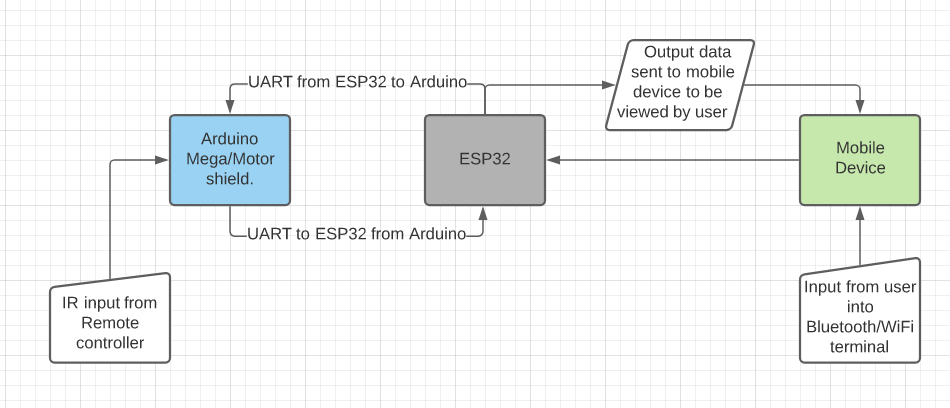 Output data
sent to mobile
device to be
viewed by user
UART from ESP32 to Arduino
Arduino
Mega/Motor
shield.
ESP32
Mobile
Device
UART to ESP32 from Arduino
IR input from
Remote
controller
Input from user
into
Bluetooth/WiFi
terminal